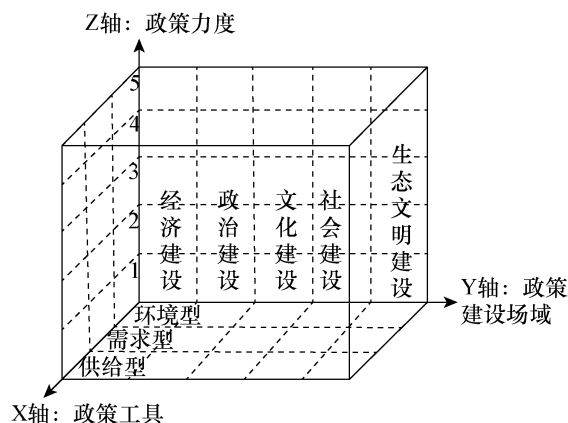 Z轴：政策力度
5
4
3
2
1
经济建设
政治建设
文化建设
社会建设
生态文明建设
Y轴：政策
建设场域
环境型
需求型
供给型
X轴：政策工具